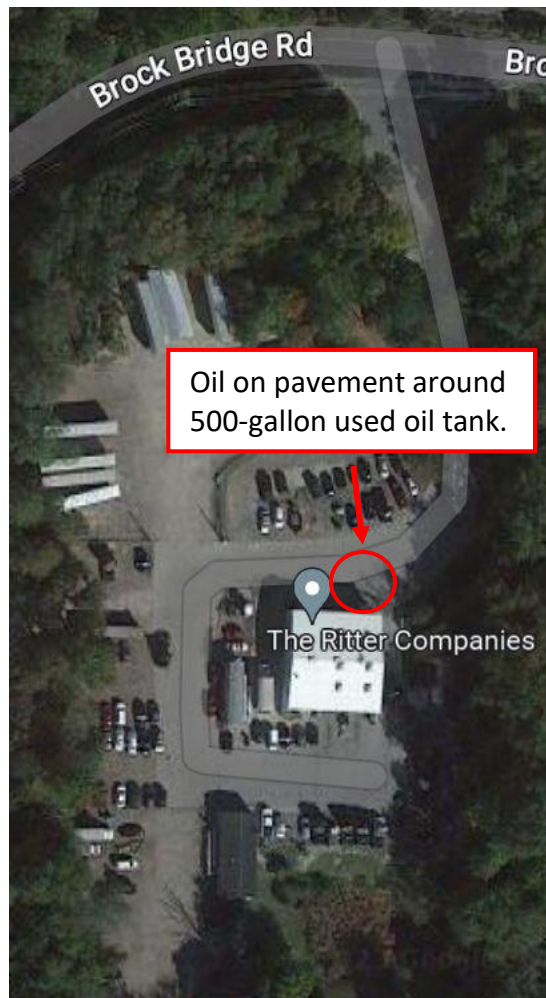 Brock Bridge Rd
Bro
Oil on pavement around
500-gallon used oil tank.
The Ritter Companies